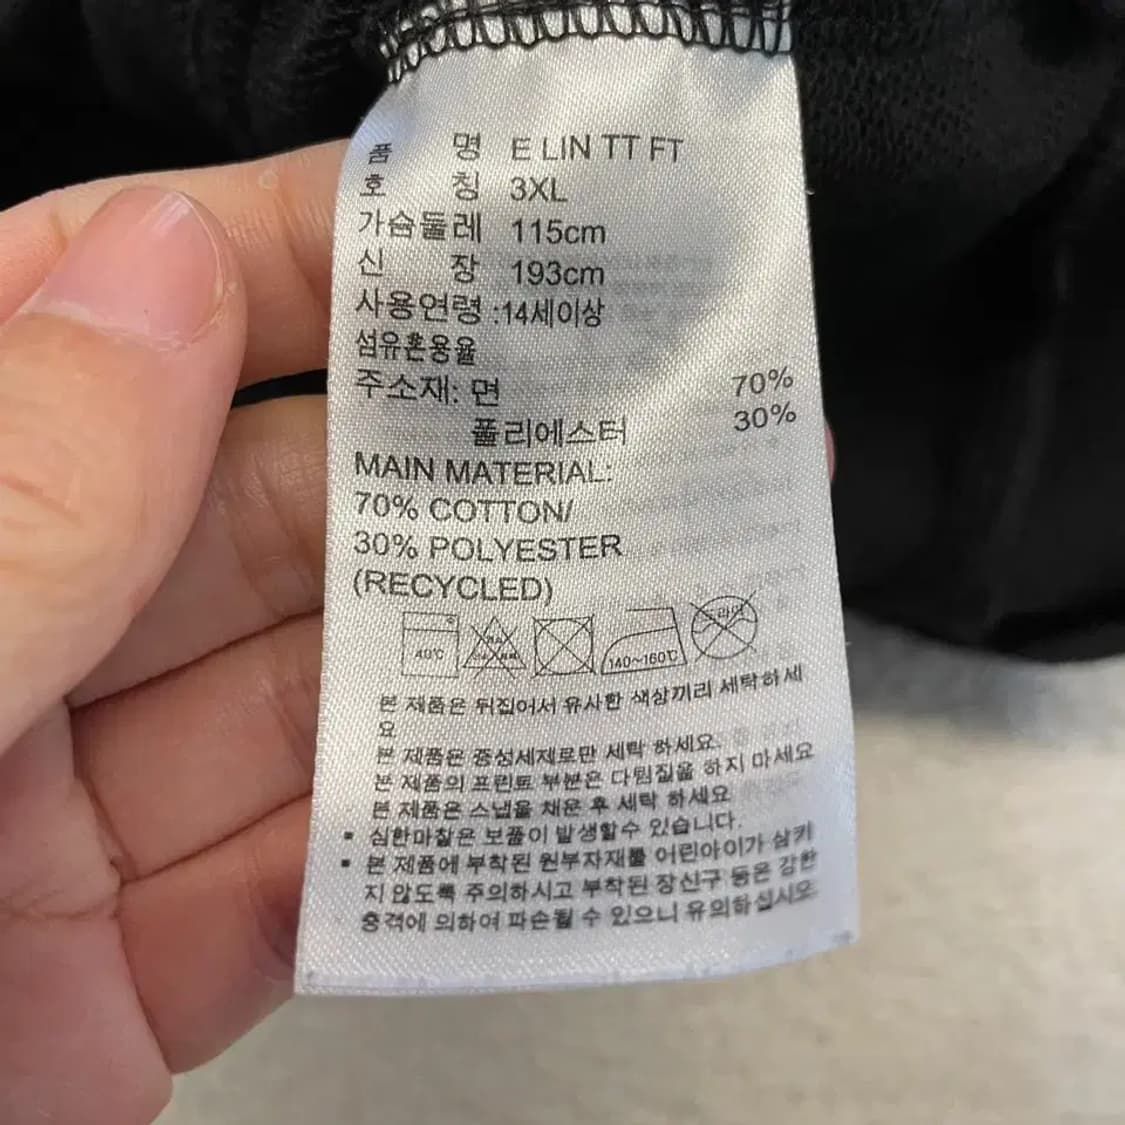 품 명 E LIN TT FT
호 칭 3XL
가슴둘레 115cm
신 장 193cm
사용연령 :14세이상
섬유혼용율
주소재: 면 70%
폴리에스터 30%
MAIN MATERIAL:
70% COTTON/
30% POLYESTER
(RECYCLED)
40℃ 140~160℃ 드라이
본 제품은 뒤집어서 유사한 색상끼리 세탁하세
요
본 제품은 중성세제로만 세탁 하세요.
본 제품의 프린트 부분은 다림질을 하지 마세요
본 제품은 스냅을 채운 후 세탁 하세요
▪ 심한마찰은 보풀이 발생할수 있습니다.
▪ 본 제품에 부착된 원부자재를 어린아이가 삼키
지 않도록 주의하시고 부착된 장신구 등은 강한
충격에 의하여 파손될 수 있으니 유의하십시오